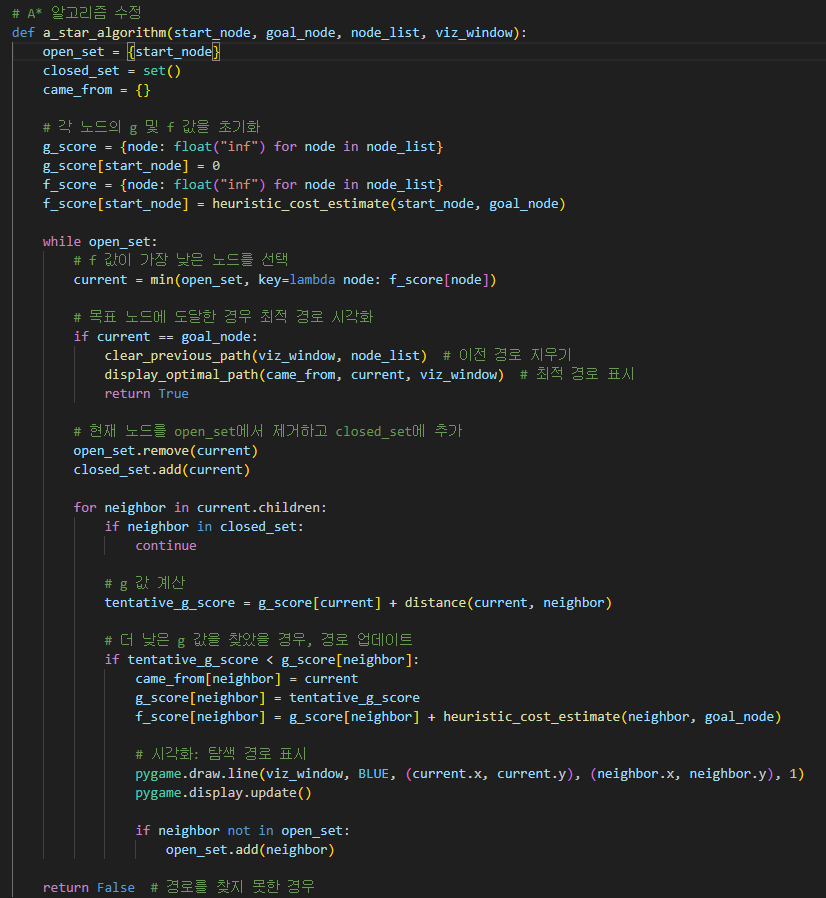 # A* 알고리즘 수정
def a_star_algorithm(start_node, goal_node, node_list, viz_window):
    open_set = {start_node}
    closed_set = set()
    came_from = {}

    # 각 노드의 g 및 f 값을 초기화
    g_score = {node: float("inf") for node in node_list}
    g_score[start_node] = 0
    f_score = {node: float("inf") for node in node_list}
    f_score[start_node] = heuristic_cost_estimate(start_node, goal_node)

    while open_set:
        # f 값이 가장 낮은 노드를 선택
        current = min(open_set, key=lambda node: f_score[node])

        # 목표 노드에 도달한 경우 최적 경로 시각화
        if current == goal_node:
            clear_previous_path(viz_window, node_list)  # 이전 경로 지우기
            display_optimal_path(came_from, current, viz_window)  # 최적 경로 표시
            return True

        # 현재 노드를 open_set에서 제거하고 closed_set에 추가
        open_set.remove(current)
        closed_set.add(current)

        for neighbor in current.children:
            if neighbor in closed_set:
                continue

            # g 값 계산
            tentative_g_score = g_score[current] + distance(current, neighbor)

            # 더 낮은 g 값을 찾았을 경우, 경로 업데이트
            if tentative_g_score < g_score[neighbor]:
                came_from[neighbor] = current
                g_score[neighbor] = tentative_g_score
                f_score[neighbor] = g_score[neighbor] + heuristic_cost_estimate(neighbor, goal_node)

                # 시각화: 탐색 경로 표시
                pygame.draw.line(viz_window, BLUE, (current.x, current.y), (neighbor.x, neighbor.y), 1)
                pygame.display.update()

                if neighbor not in open_set:
                    open_set.add(neighbor)

    return False  # 경로를 찾지 못한 경우